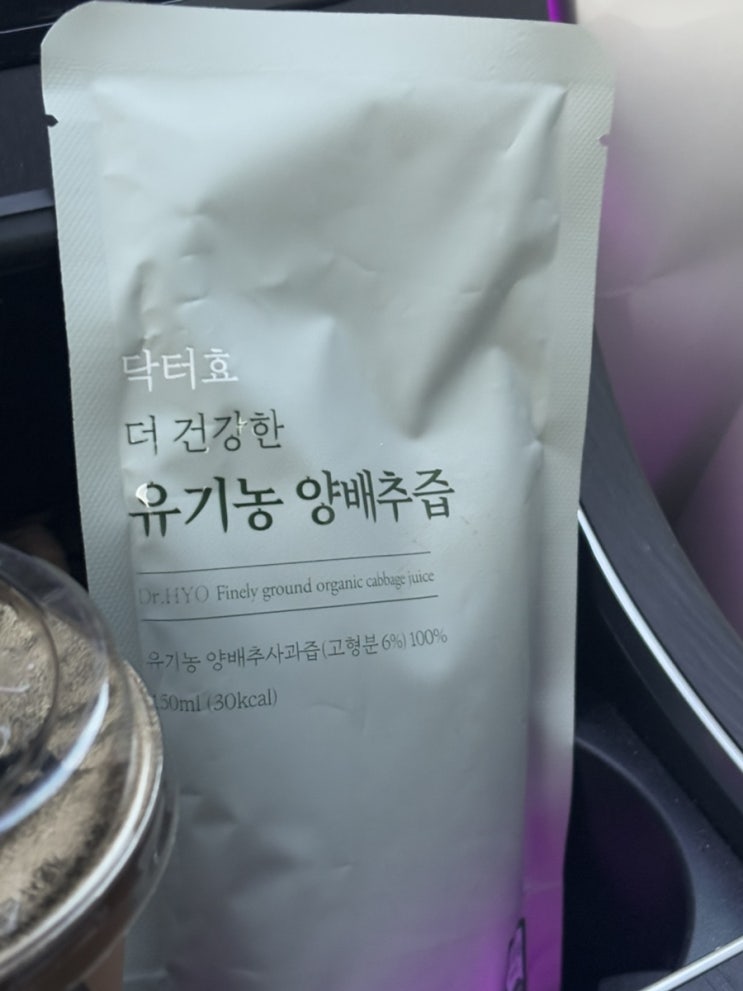 닥터효
더 건강한
유기농 양배추즙
Dr.HYO Finely ground organic cabbage juice
유기농 양배추사과즙(고형분 6%) 100%
150ml (30kcal)